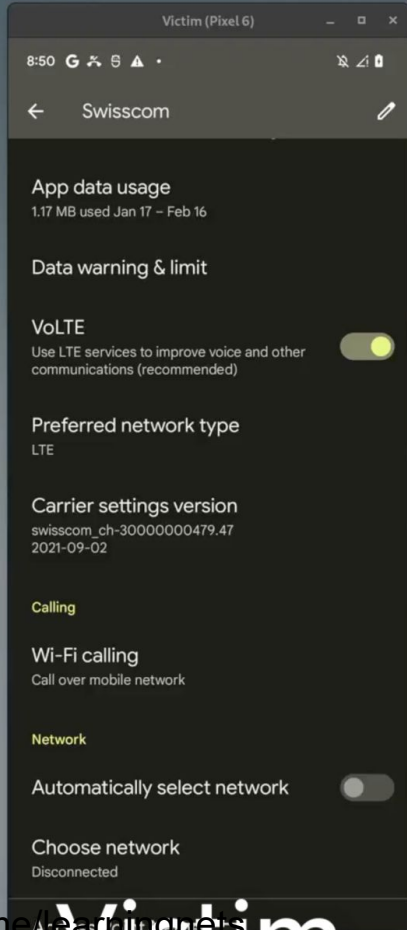 Victim (Pixel 6)
8:50
Swisscom
App data usage
1.17 MB used Jan 17 – Feb 16
Data warning & limit
VoLTE
Use LTE services to improve voice and other
communications (recommended)
Preferred network type
LTE
Carrier settings version
swisscom_ch-30000000479.47
2021-09-02
Calling
Wi-Fi calling
Call over mobile network
Network
Automatically select network
Choose network
Disconnected
Victim